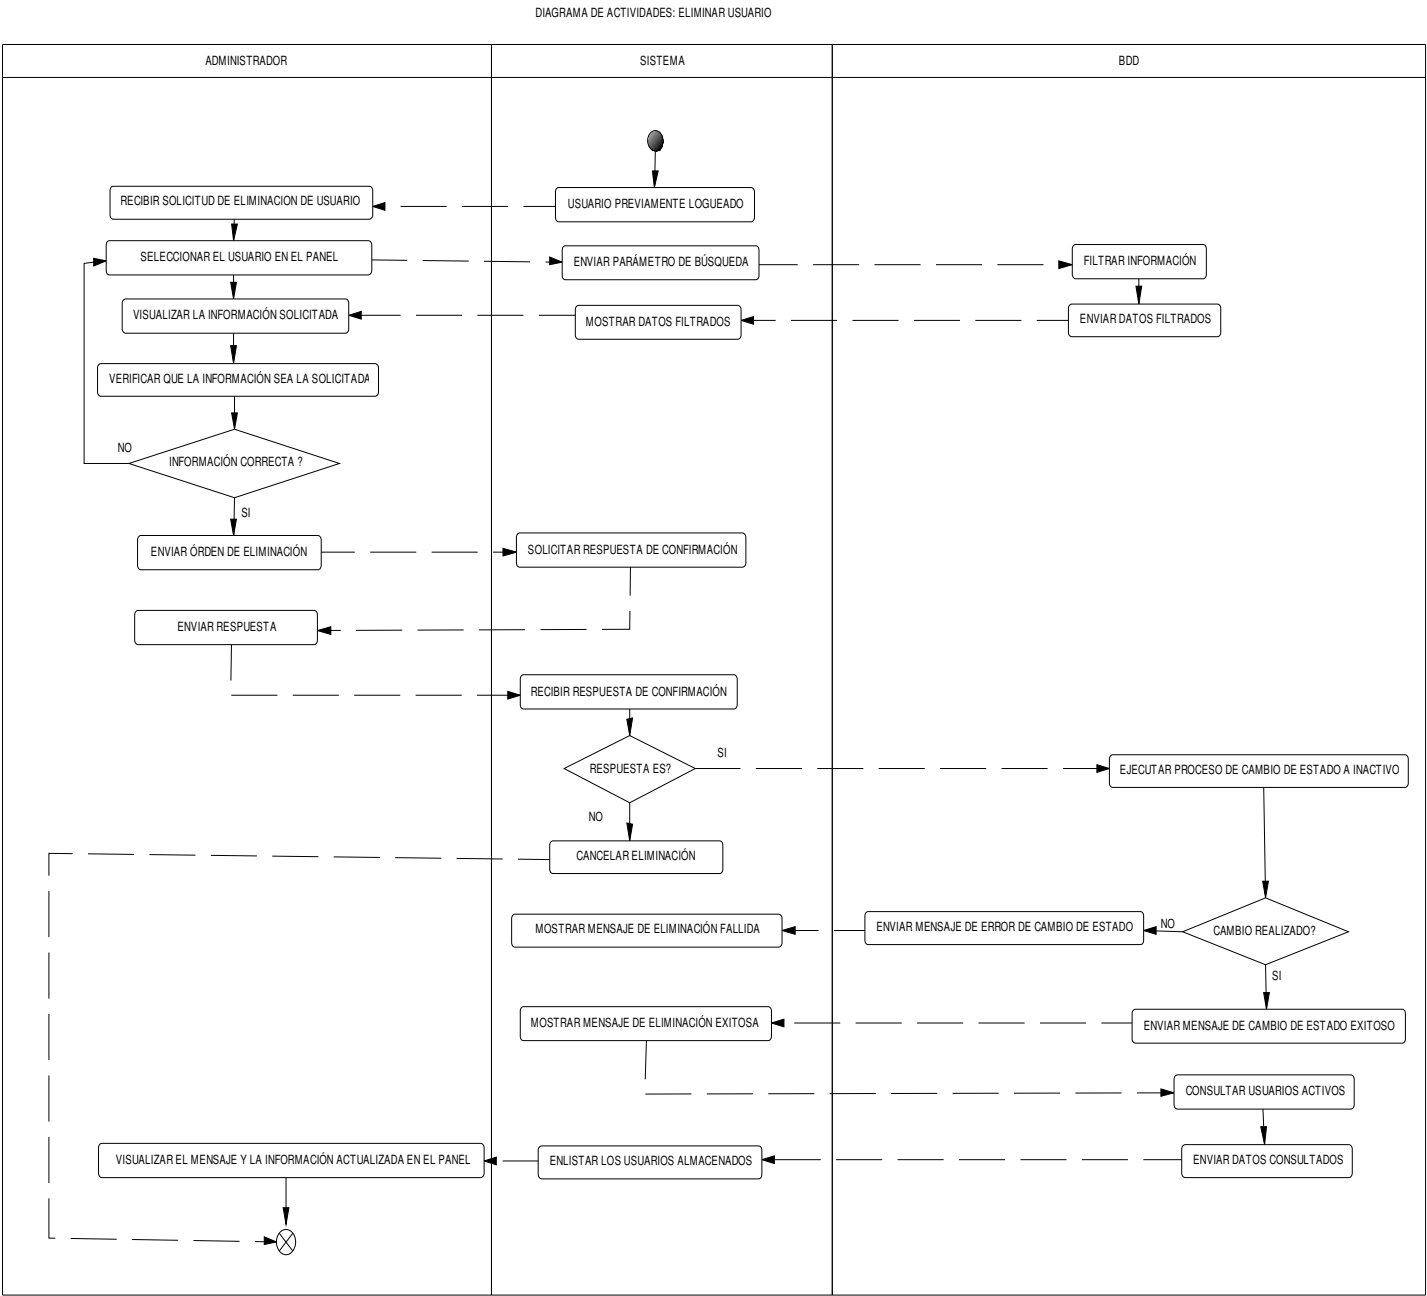 DIAGRAMA DE ACTIVIDADES: ELIMINAR USUARIO
ADMINISTRADOR
SISTEMA
BDD
RECIBIR SOLICITUD DE ELIMINACION DE USUARIO
USUARIO PREVIAMENTE LOGUEADO
SELECCIONAR EL USUARIO EN EL PANEL
ENVIAR PARÁMETRO DE BÚSQUEDA
FILTRAR INFORMACIÓN
VISUALIZAR LA INFORMACIÓN SOLICITADA
MOSTRAR DATOS FILTRADOS
ENVIAR DATOS FILTRADOS
VERIFICAR QUE LA INFORMACIÓN SEA LA SOLICITADA
NO
INFORMACIÓN CORRECTA ?
SI
ENVIAR ÓRDEN DE ELIMINACIÓN
SOLICITAR RESPUESTA DE CONFIRMACIÓN
ENVIAR RESPUESTA
RECIBIR RESPUESTA DE CONFIRMACIÓN
SI
RESPUESTA ES?
EJECUTAR PROCESO DE CAMBIO DE ESTADO A INACTIVO
NO
CANCELAR ELIMINACIÓN
MOSTRAR MENSAJE DE ELIMINACIÓN FALLIDA
ENVIAR MENSAJE DE ERROR DE CAMBIO DE ESTADO
NO
CAMBIO REALIZADO?
SI
MOSTRAR MENSAJE DE ELIMINACIÓN EXITOSA
ENVIAR MENSAJE DE CAMBIO DE ESTADO EXITOSO
CONSULTAR USUARIOS ACTIVOS
VISUALIZAR EL MENSAJE Y LA INFORMACIÓN ACTUALIZADA EN EL PANEL
ENLISTAR LOS USUARIOS ALMACENADOS
ENVIAR DATOS CONSULTADOS